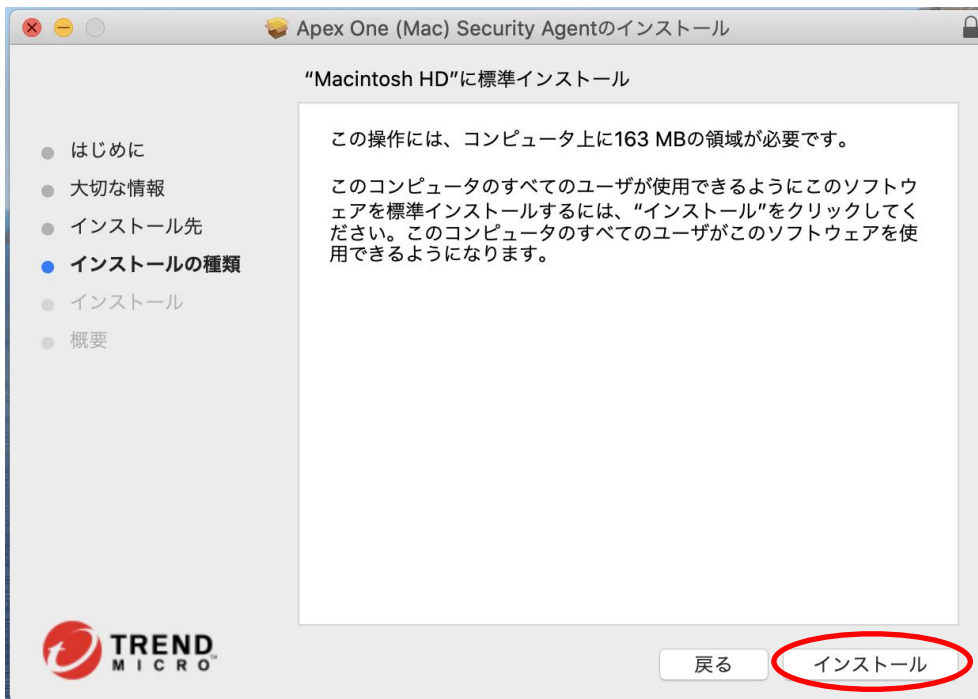 Apex One (Mac) Security Agentのインストール
“Macintosh HD”に標準インストール
はじめに
大切な情報
インストール先
インストールの種類
インストール
概要
この操作には、コンピュータ上に163 MBの領域が必要です。
このコンピュータのすべてのユーザが使用できるようにこのソフトウ
ェアを標準インストールするには、“インストール”をクリックしてく
ださい。このコンピュータのすべてのユーザがこのソフトウェアを使
用できるようになります。
TREND
MICRO™
戻る
インストール